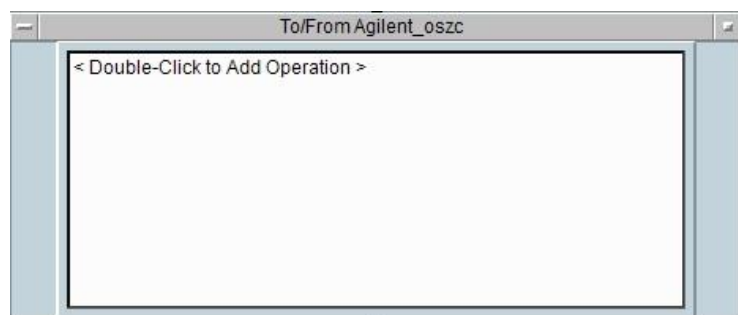 To/From Agilent_oszc
< Double-Click to Add Operation >